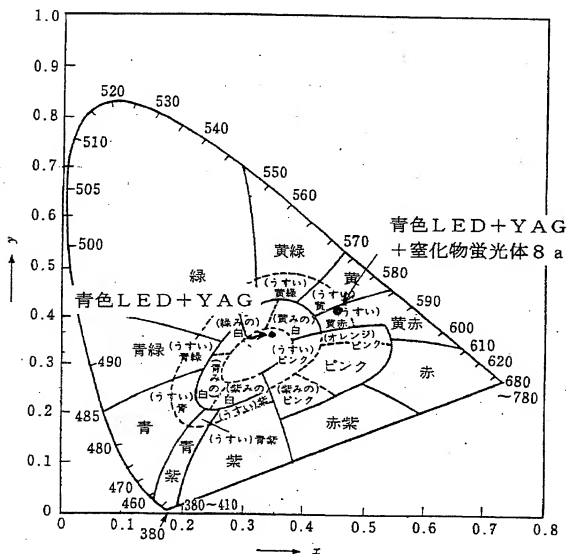 1.0
0.9
0.8
0.7
0.6
0.5
0.4
0.3
0.2
0.1
0
y
520
530
540
510
505
500
550
560
570
580
590
600
610
620
680
~780
490
485
480
470
460
380
380~410
青色LED+YAG
+窒化物蛍光体8a
青色LED+YAG
緑
黄緑
(うすい)
黄緑
黄
(うすい)
黄
(うすい)
黄赤
黄赤
(緑みの)
白
(黄みの)
白
(オレンジ)
ピンク
(うすい)
ピンク
ピンク
赤
青緑
(うすい)
青緑
(青みの)
白
(紫みの)
白
(紫みの)
ピンク
(うすい)
青
(うすい)
紫
(うすい)青紫
青
青紫
紫
赤紫
0
0.1
0.2
0.3
0.4
0.5
0.6
0.7
0.8
x